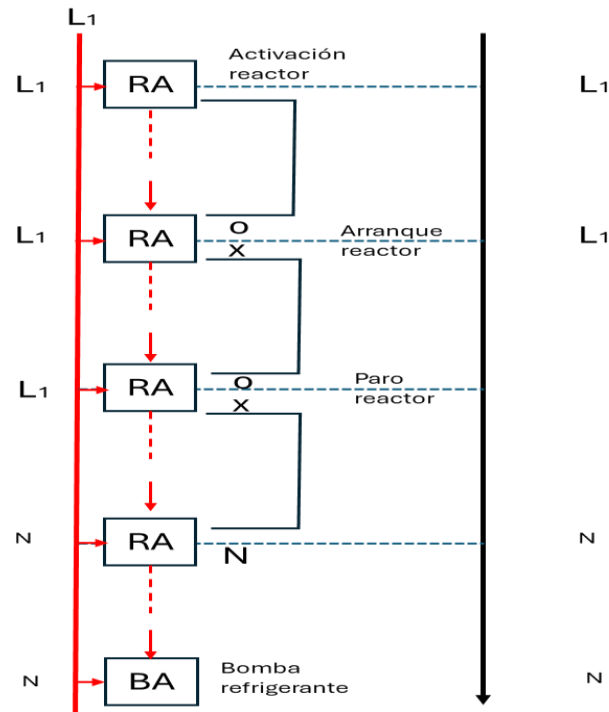 L₁
Activación
reactor
L₁ RA L₁
O
X
Arranque
reactor
L₁ RA L₁
O
X
Paro
reactor
L₁ RA
N RA N N
N BA N
Bomba
refrigerante